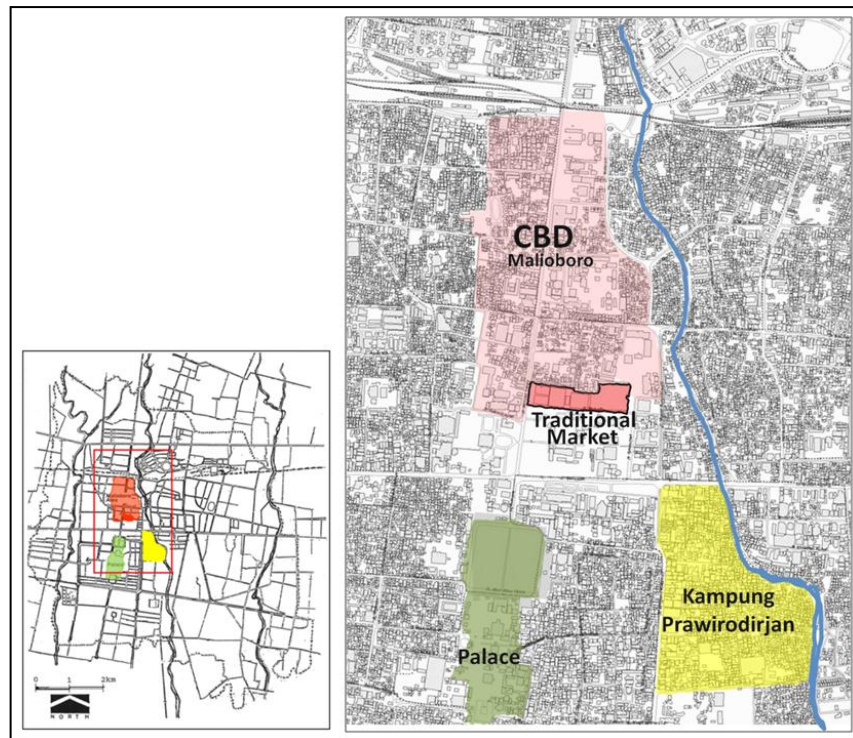 CBD
Malioboro
Traditional
Market
Kampung
Prawirodirjan
Palace
0 1 2km
NORTH